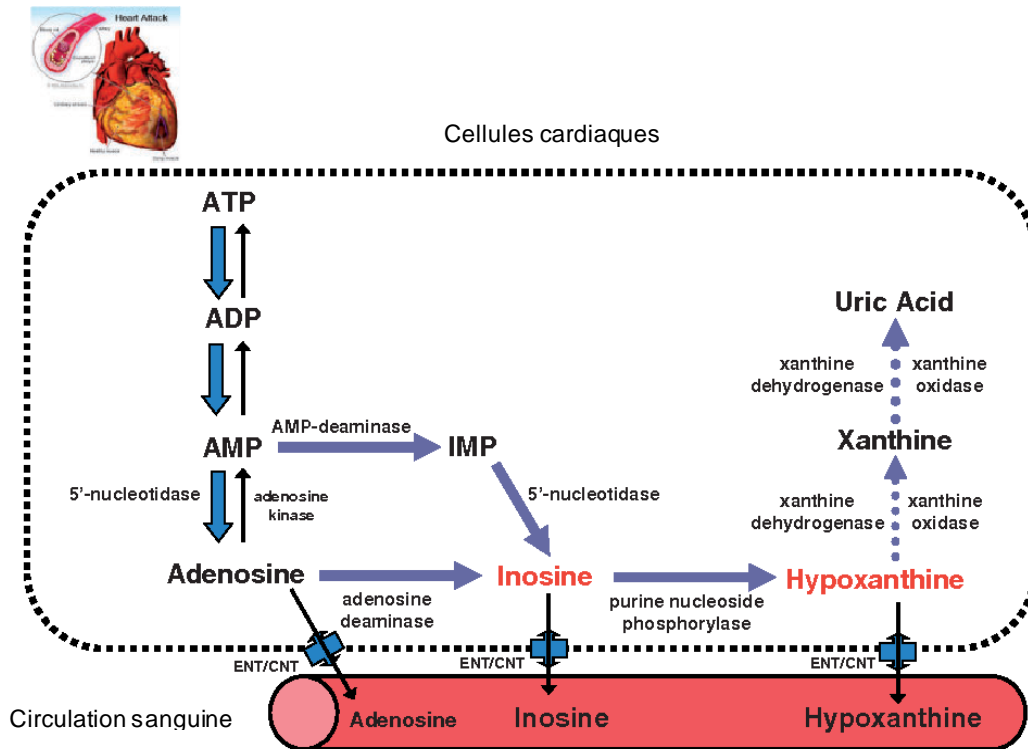 Heart Attack
Cellules cardiaques
ATP
ADP
Uric Acid
xanthine
dehydrogenase
xanthine
oxidase
AMP-deaminase
AMP
IMP
Xanthine
5'-nucleotidase
adenosine
kinase
5'-nucleotidase
xanthine
dehydrogenase
xanthine
oxidase
Adenosine
Inosine
Hypoxanthine
adenosine
deaminase
purine nucleoside
phosphorylase
ENT/CNT
ENT/CNT
ENT/CNT
Circulation sanguine
Adenosine
Inosine
Hypoxanthine